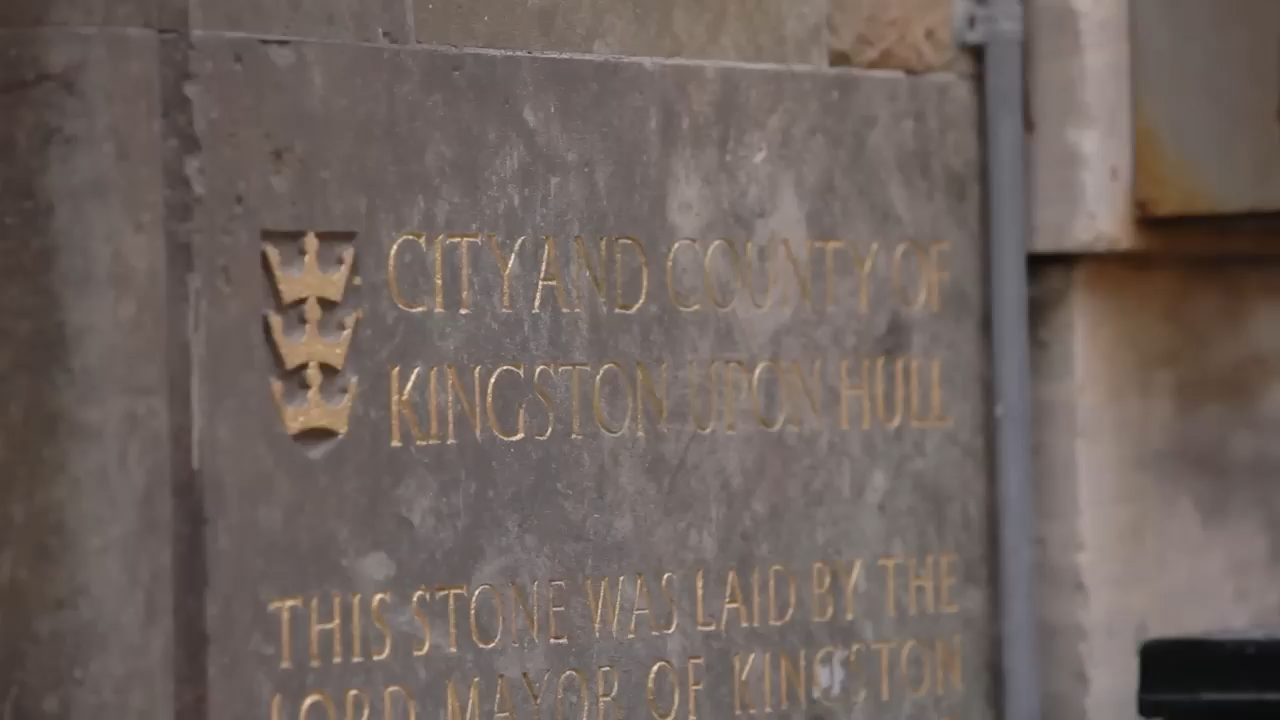 CITY AND COUNTY OF
KINGSTON UPON HULL
THIS STONE WAS LAID BY THE
LORD MAYOR OF KINGSTON